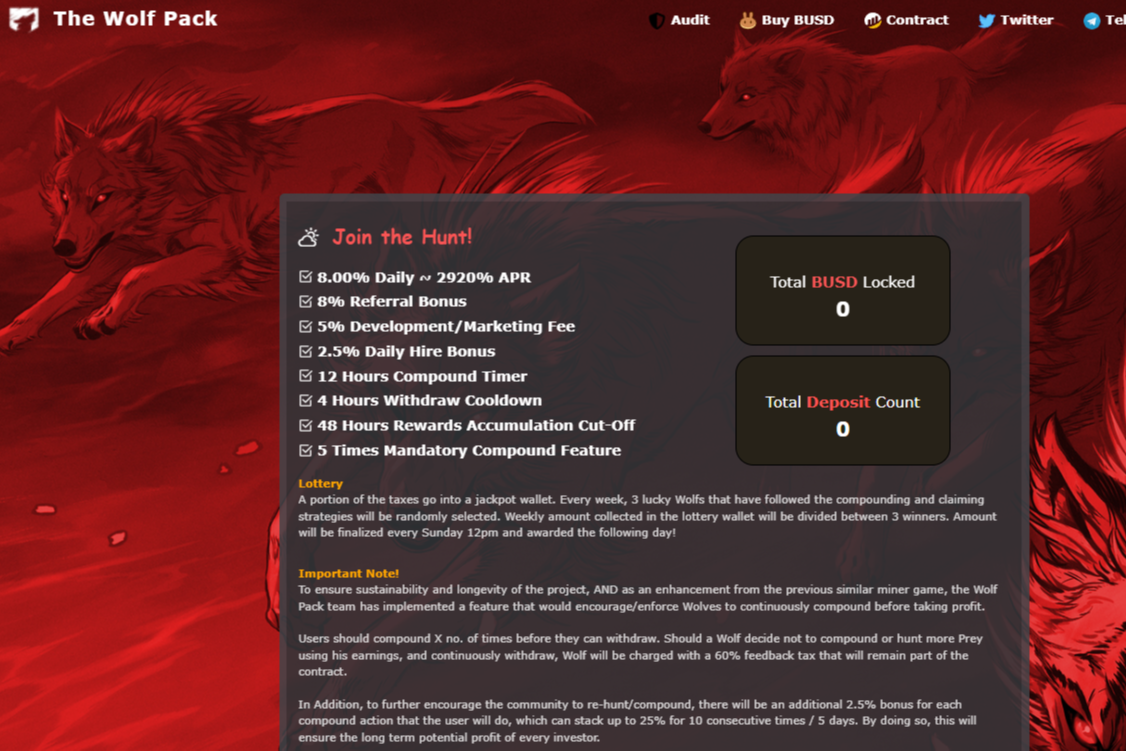 The Wolf Pack
Audit
Buy BUSD
Contract
Twitter
Tel
Join the Hunt!
8.00% Daily ~ 2920% APR
8% Referral Bonus
5% Development/Marketing Fee
2.5% Daily Hire Bonus
12 Hours Compound Timer
4 Hours Withdraw Cooldown
48 Hours Rewards Accumulation Cut-Off
5 Times Mandatory Compound Feature
Total BUSD Locked
0
Total Deposit Count
0
Lottery
A portion of the taxes go into a jackpot wallet. Every week, 3 lucky Wolfs that have followed the compounding and claiming
strategies will be randomly selected. Weekly amount collected in the lottery wallet will be divided between 3 winners. Amount
will be finalized every Sunday 12pm and awarded the following day!
Important Note!
To ensure sustainability and longevity of the project, AND as an enhancement from the previous similar miner game, the Wolf
Pack team has implemented a feature that would encourage/enforce Wolves to continuously compound before taking profit.
Users should compound X no. of times before they can withdraw. Should a Wolf decide not to compound or hunt more Prey
using his earnings, and continuously withdraw, Wolf will be charged with a 60% feedback tax that will remain part of the
contract.
In Addition, to further encourage the community to re-hunt/compound, there will be an additional 2.5% bonus for each
compound action that the user will do, which can stack up to 25% for 10 consecutive times / 5 days. By doing so, this will
ensure the long term potential profit of every investor.